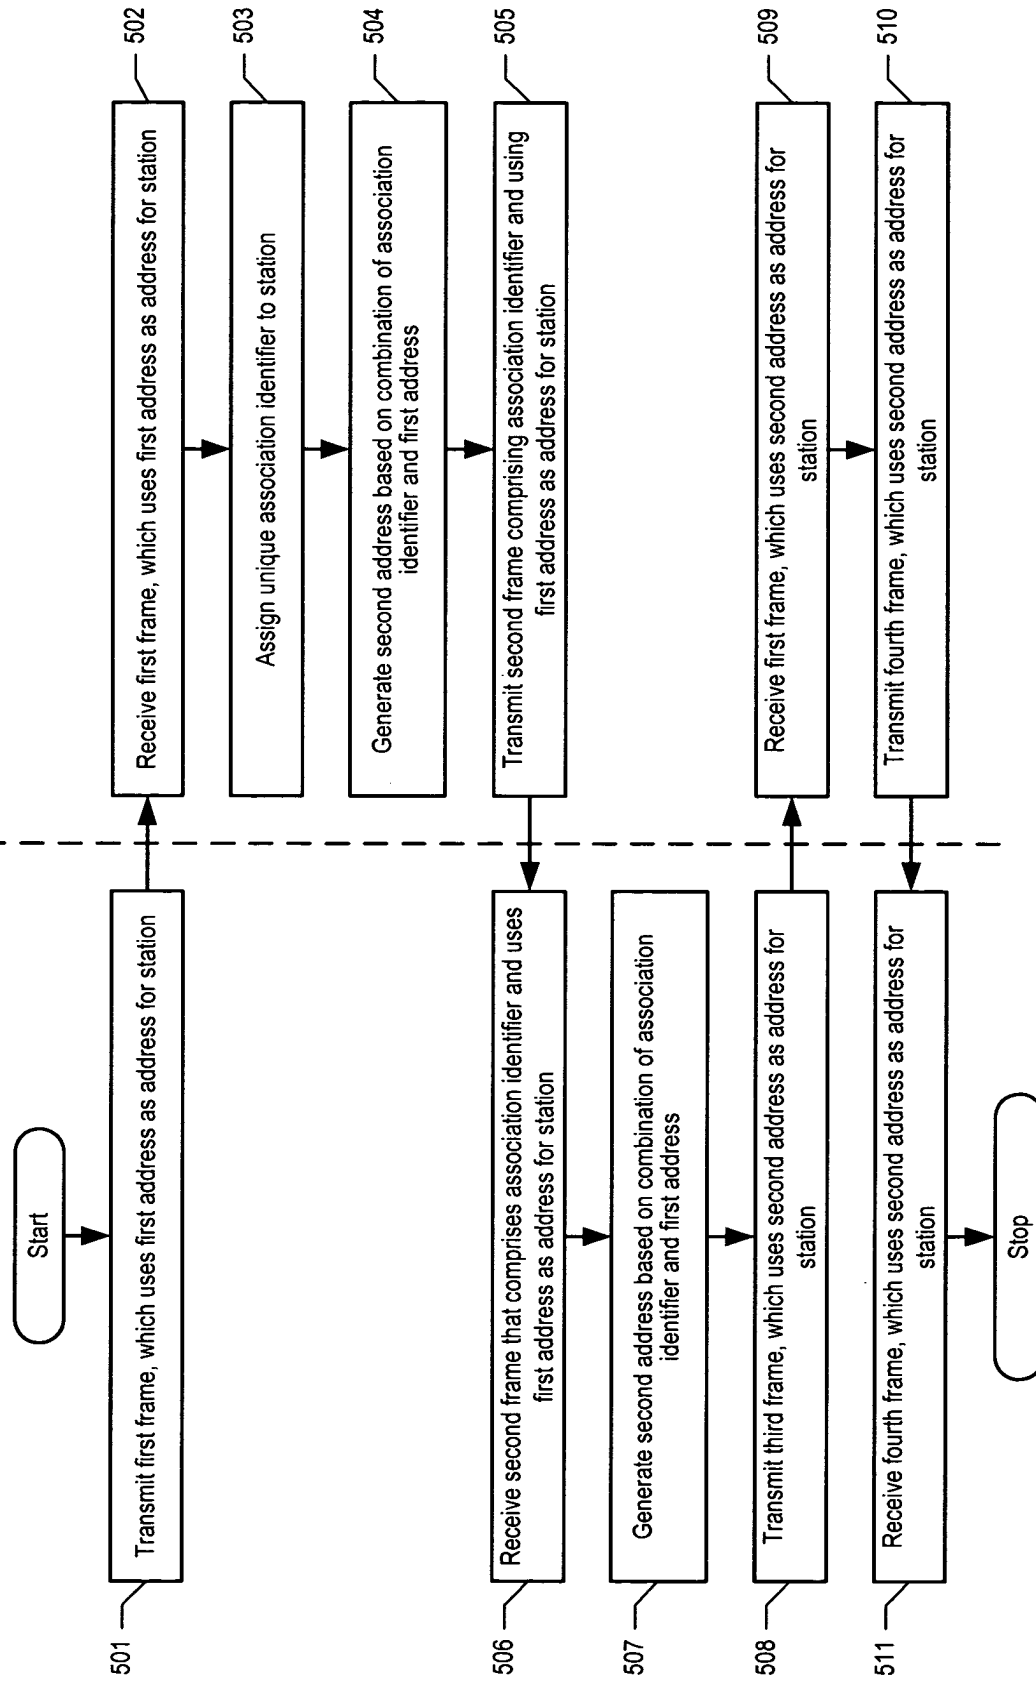 Start
501
Transmit first frame, which uses first address as address for station
502
Receive first frame, which uses first address as address for station
503
Assign unique association identifier to station
504
Generate second address based on combination of association
identifier and first address
505
Transmit second frame comprising association identifier and using
first address as address for station
506
Receive second frame that comprises association identifier and uses
first address as address for station
507
Generate second address based on combination of association
identifier and first address
508
Transmit third frame, which uses second address as address for
station
509
Receive first frame, which uses second address as address for
station
510
Transmit fourth frame, which uses second address as address for
station
511
Receive fourth frame, which uses second address as address for
station
Stop